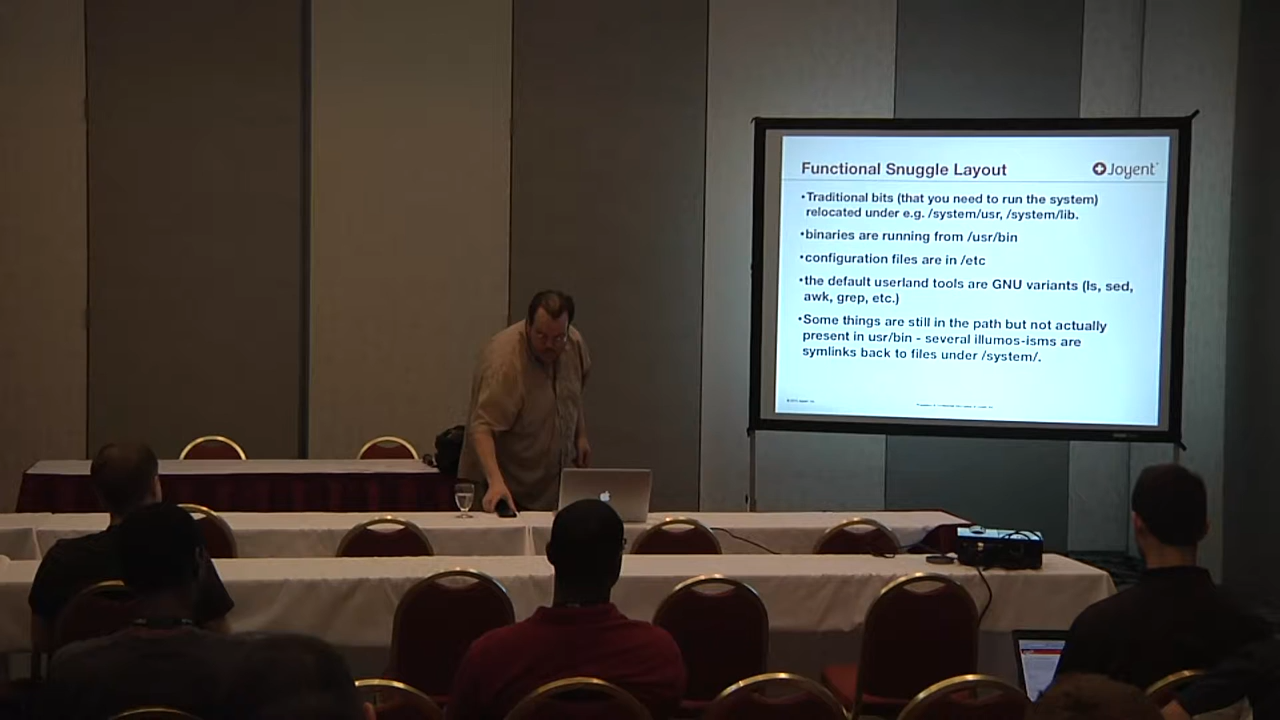 Functional Snuggle Layout
Joyent
•Traditional bits (that you need to run the system)
relocated under e.g. /system/usr, /system/lib.
•binaries are running from /usr/bin
•configuration files are in /etc
•the default userland tools are GNU variants (ls, sed,
awk, grep, etc.)
•Some things are still in the path but not actually
present in usr/bin - several illumos-isms are
symlinks back to files under /system/.